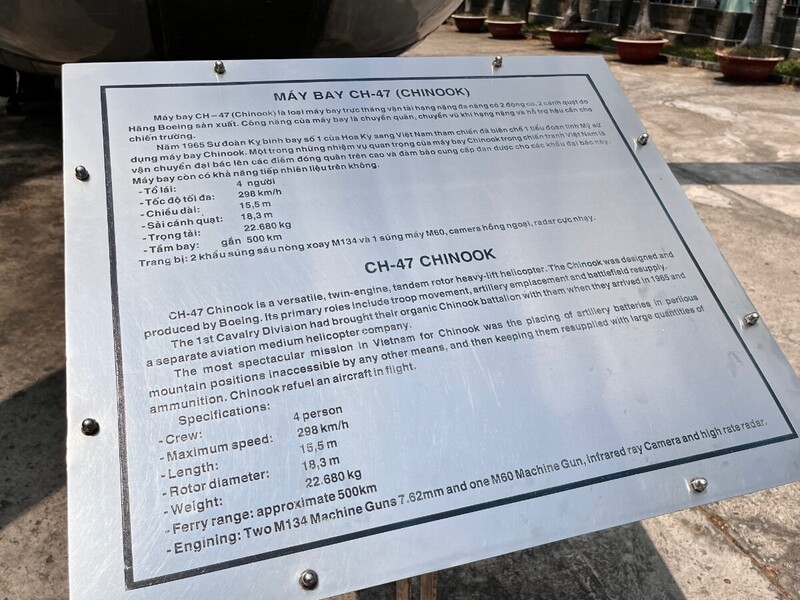 MÁY BAY CH-47 (CHINOOK)
Máy bay CH – 47 (Chinook) là loại máy bay trực thăng vận tải hạng nặng đa năng có 2 động cơ, 2 cánh quạt do
Hãng Boeing sản xuất. Công năng của máy bay là chuyển quân, chuyển vũ khí hạng nặng và hỗ trợ hậu cần cho
chiến trường.
Năm 1965 Sư đoàn Kỵ binh bay số 1 của Hoa Kỳ sang Việt Nam tham chiến đã biên chế 1 tiểu đoàn lính Mỹ sử
dụng máy bay Chinook. Một trong những nhiệm vụ quan trọng của máy bay Chinook trong chiến tranh Việt Nam là
vận chuyển đại bác lên các điểm đóng quân trên cao và đảm bảo cung cấp đạn dược cho các khẩu đại bác này.
Máy bay còn có khả năng tiếp nhiên liệu trên không.
- Tổ lái: 4 người
- Tốc độ tối đa: 298 km/h
- Chiều dài: 15,5 m
- Sải cánh quạt: 18,3 m
- Trọng tải: 22.680 kg
- Tầm bay: gần 500 km
Trang bị: 2 khẩu súng sáu nòng xoay M134 và 1 súng máy M60, camera hồng ngoại, radar cực nhạy.
CH-47 CHINOOK
CH-47 Chinook is a versatile, twin-engine, tandem rotor heavy-lift helicopter. The Chinook was designed and
produced by Boeing. Its primary roles include troop movement, artillery emplacement and battlefield resupply.
The 1st Cavalry Division had brought their organic Chinook battalion with them when they arrived in 1965 and
a separate aviation medium helicopter company.
The most spectacular mission in Vietnam for Chinook was the placing of artillery batteries in perilous
mountain positions inaccessible by any other means, and then keeping them resupplied with large quantities of
ammunition. Chinook refuel an aircraft in flight.
Specifications:
- Crew: 4 person
- Maximum speed: 298 km/h
- Length: 15,5 m
- Rotor diameter: 18,3 m
- Weight: 22.680 kg
- Ferry range: approximate 500km
- Engining: Two M134 Machine Guns 7.62mm and one M60 Machine Gun, infrared ray Camera and high rate radar.